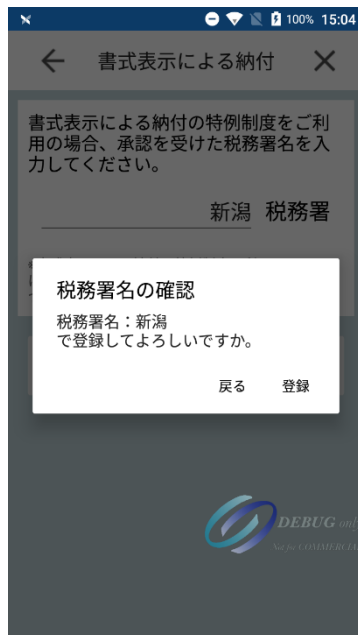 100% 15:04
書式表示による納付
書式表示による納付の特例制度をご利
用の場合、承認を受けた税務署名を入
力してください。
新潟 税務署
税務署名の確認
税務署名：新潟
で登録してよろしいですか。
戻る 登録
DEBUG onl
Not for COMMERCIA